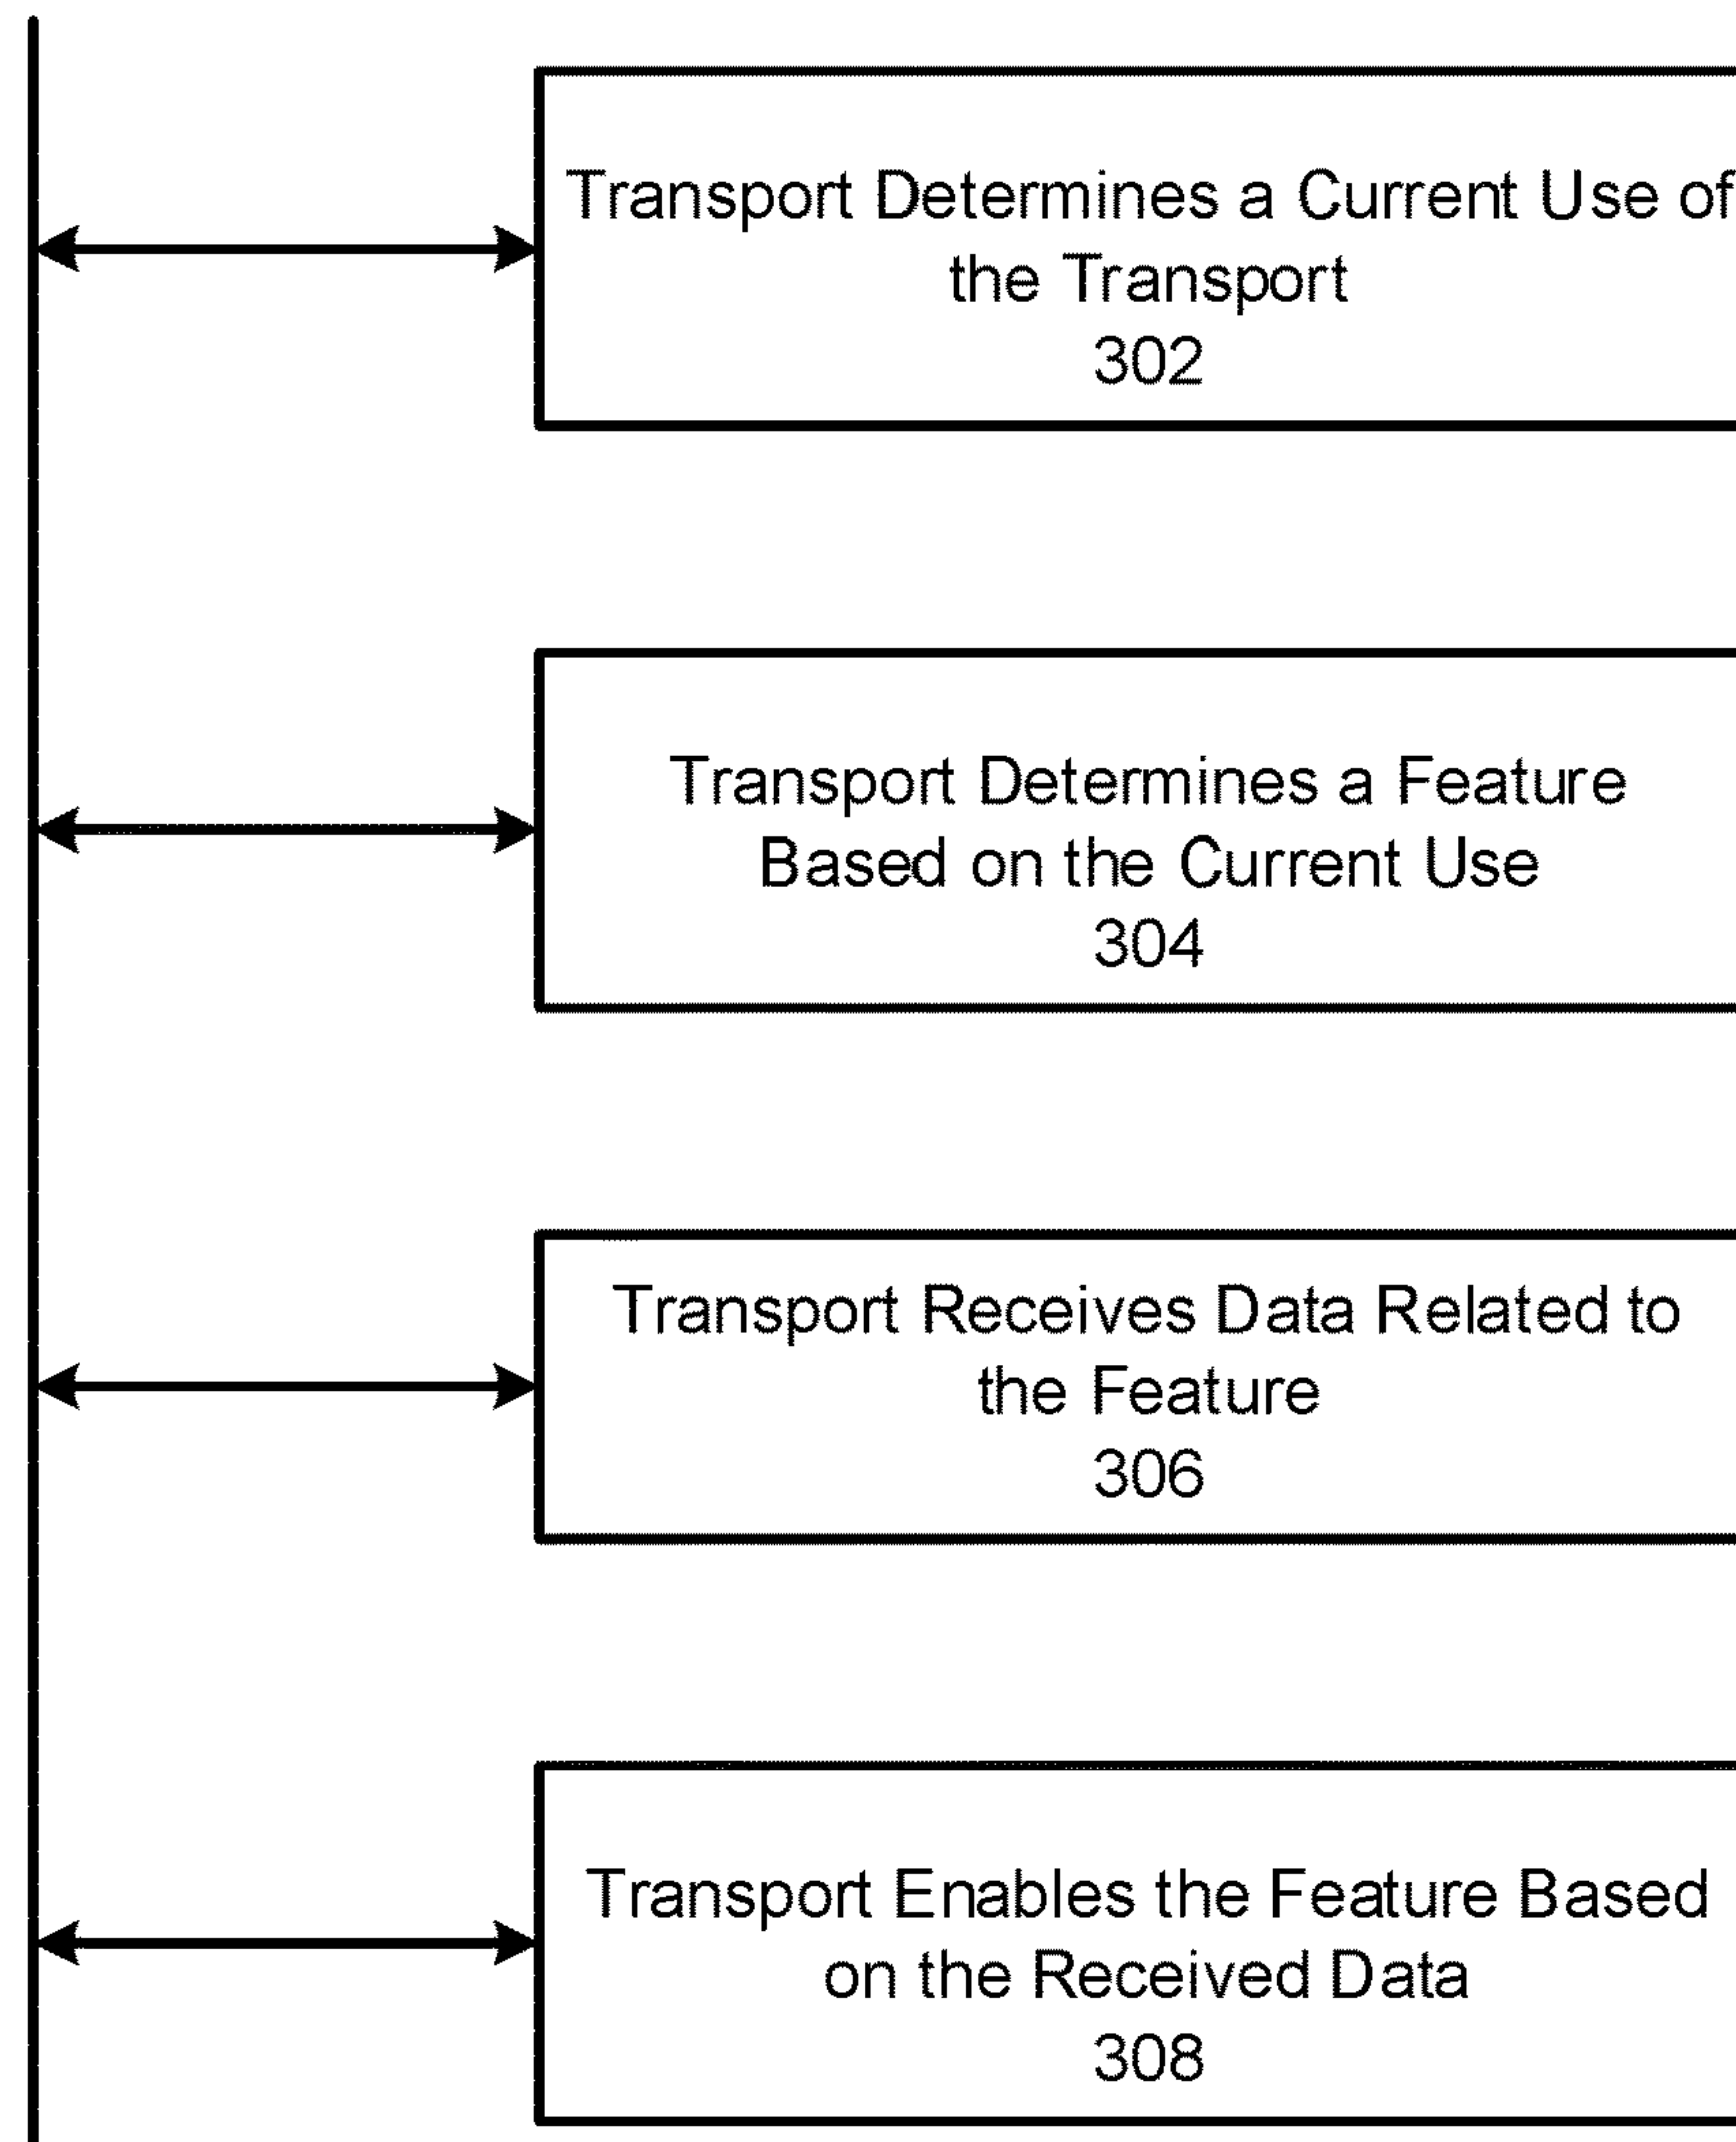 Transport Determines a Current Use of
the Transport
302
Transport Determines a Feature
Based on the Current Use
304
Transport Receives Data Related to
the Feature
306
Transport Enables the Feature Based
on the Received Data
308